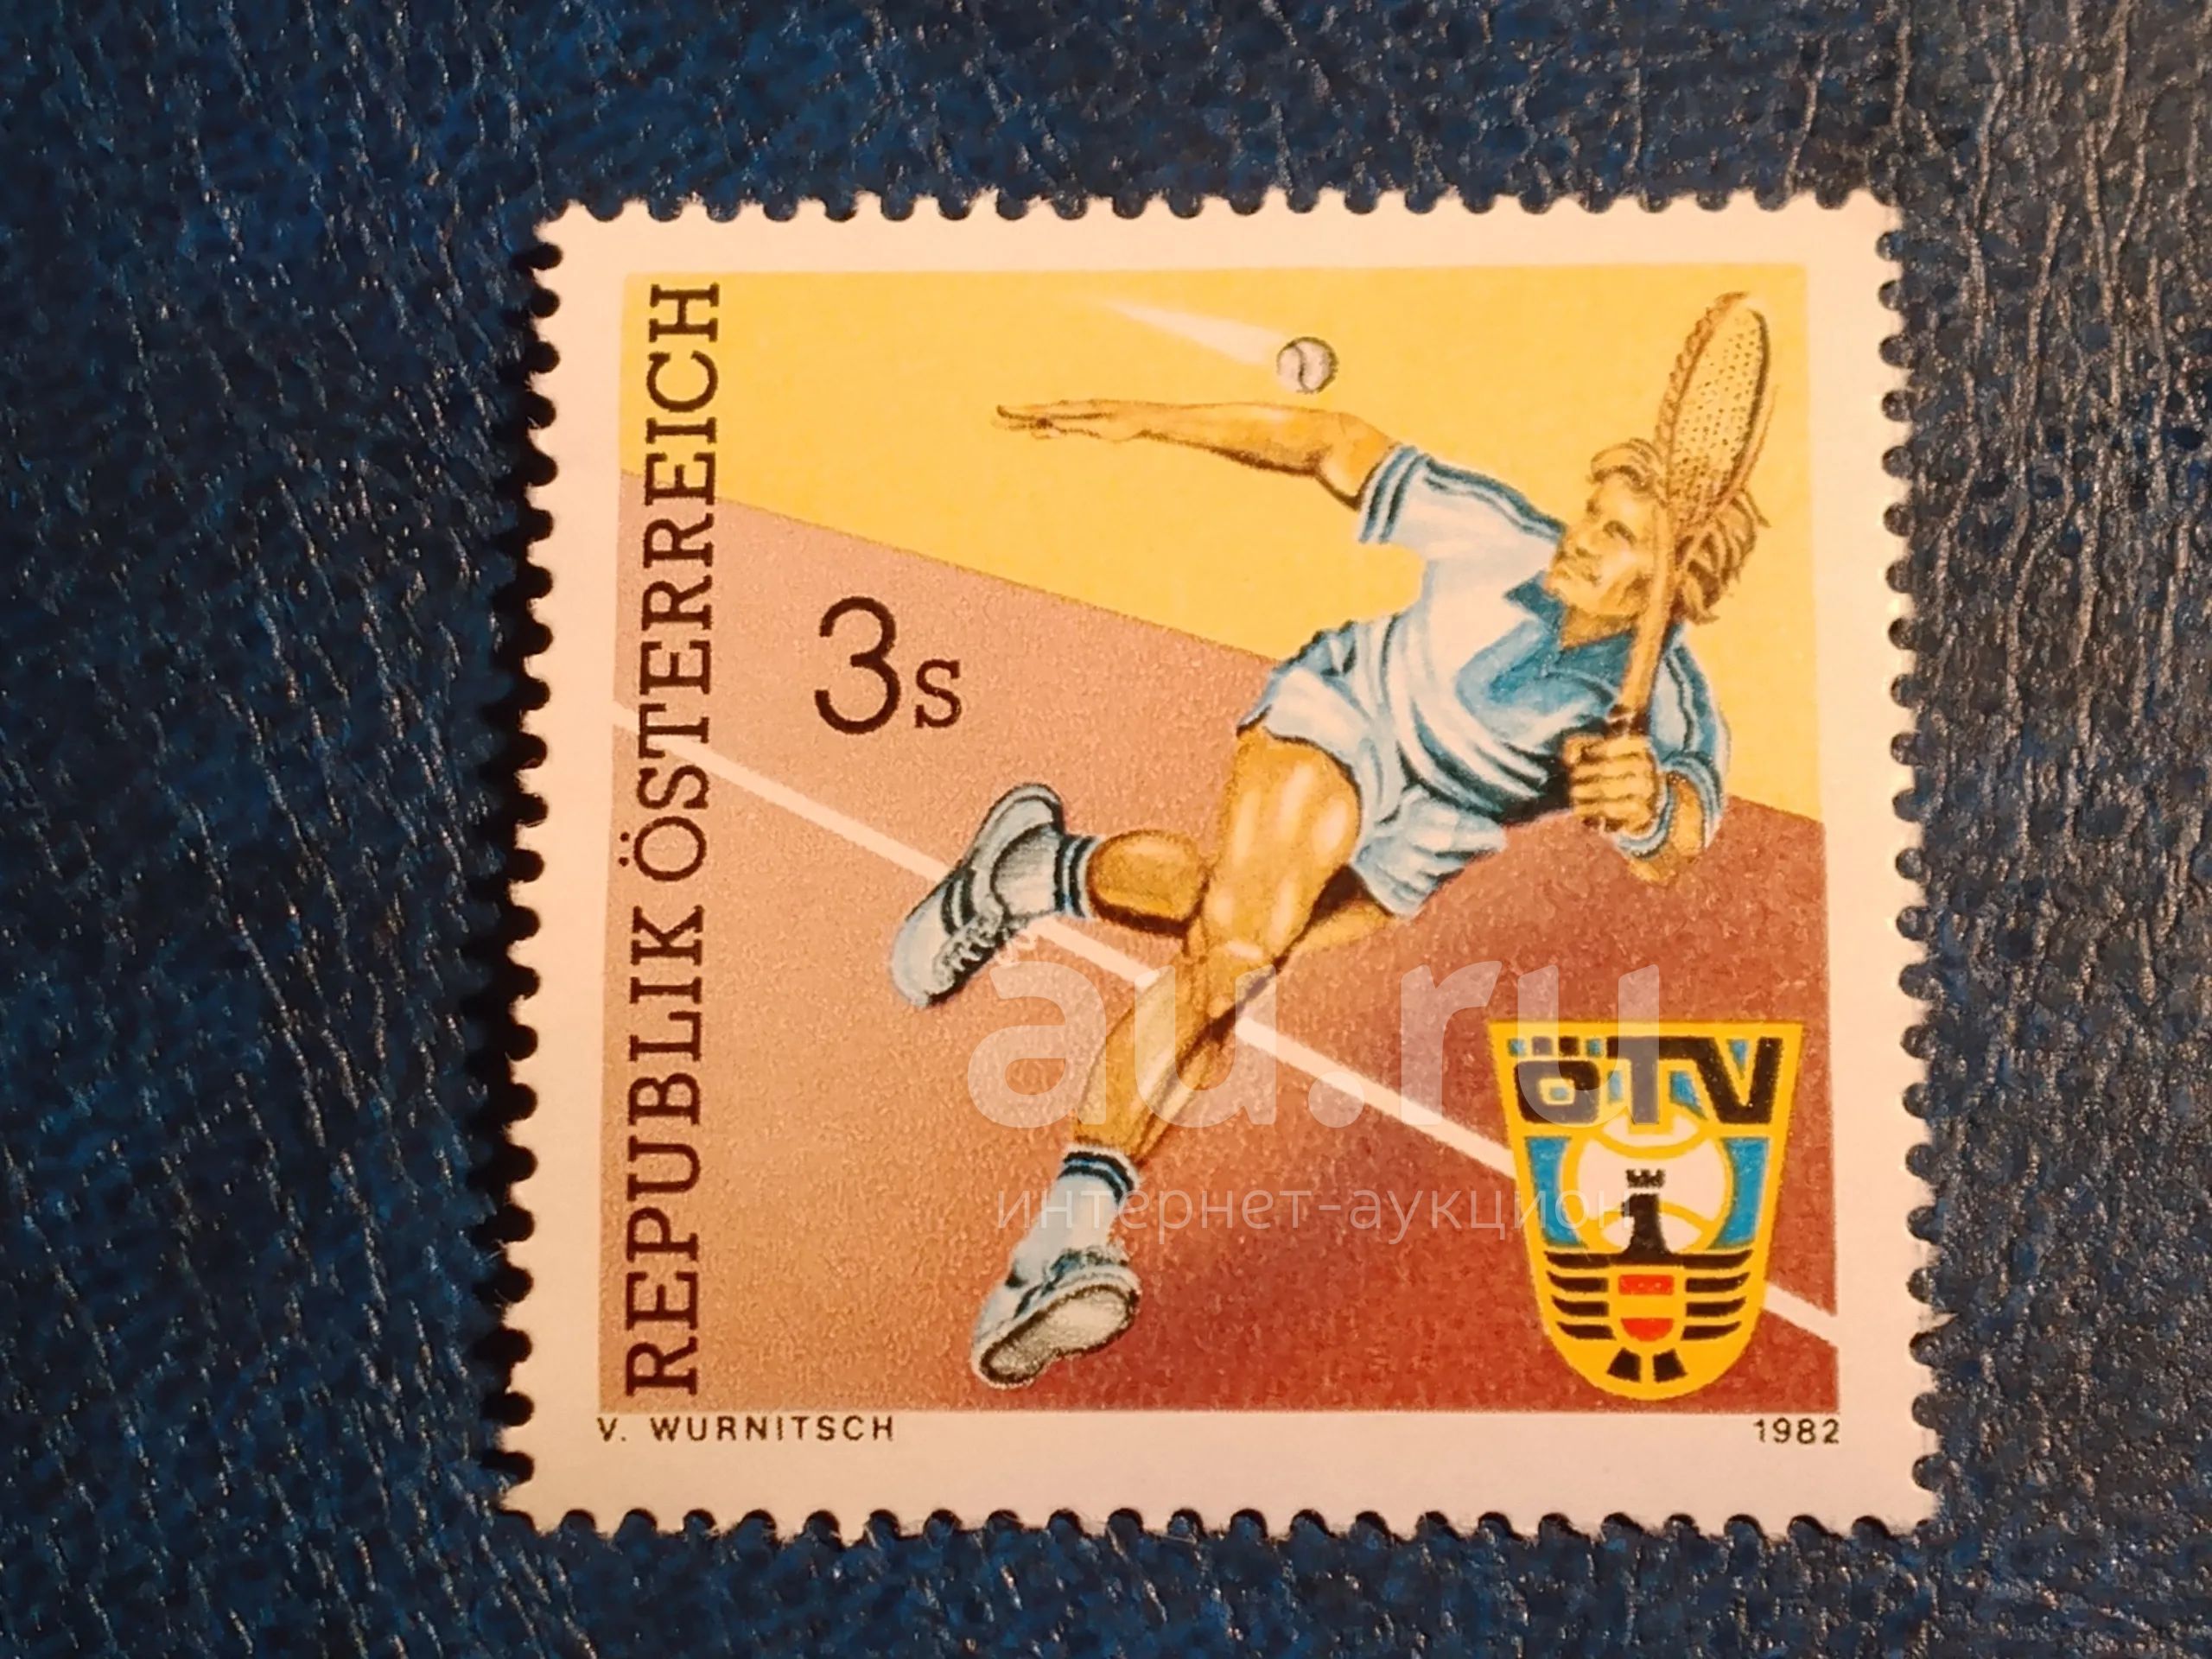 REPUBLIK ÖSTERREICH
3s
au.ru
интернет-аукцион
ÖTV
V. WURNITSCH
1982